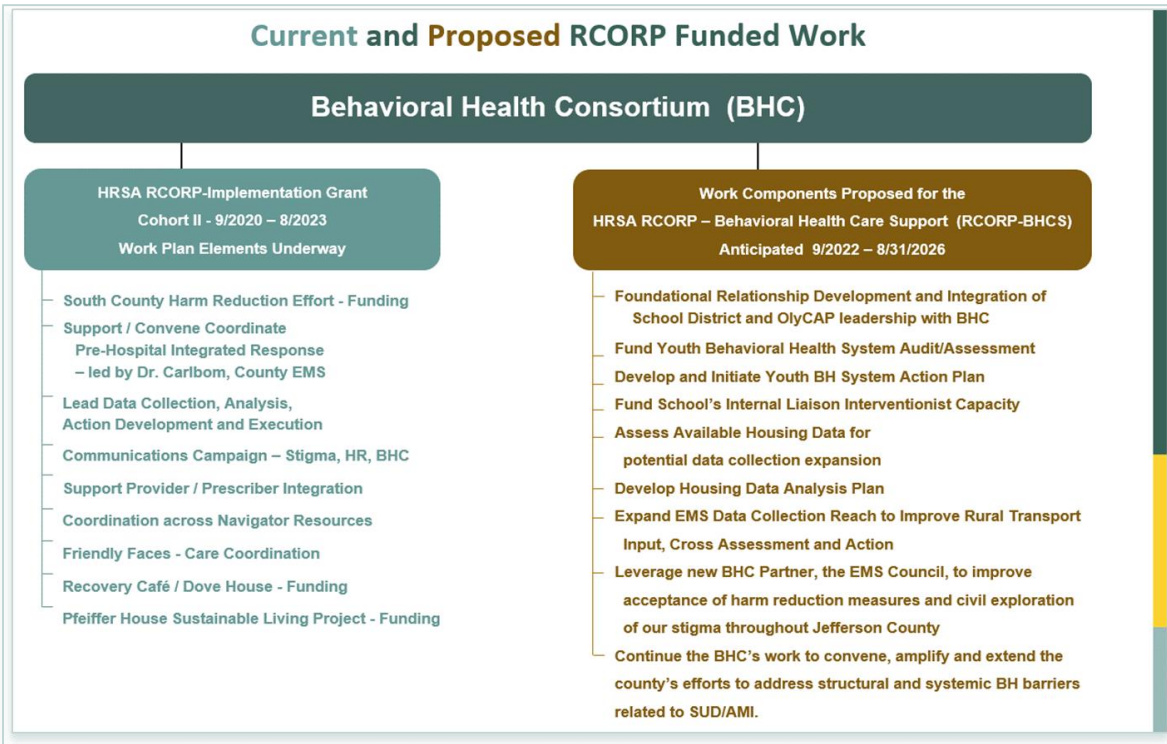 Current and Proposed RCORP Funded Work
Behavioral Health Consortium (BHC)
HRSA RCORP-Implementation Grant
Cohort II - 9/2020 – 8/2023
Work Plan Elements Underway
South County Harm Reduction Effort - Funding
Support / Convene Coordinate
Pre-Hospital Integrated Response
– led by Dr. Carlbom, County EMS
Lead Data Collection, Analysis,
Action Development and Execution
Communications Campaign – Stigma, HR, BHC
Support Provider / Prescriber Integration
Coordination across Navigator Resources
Friendly Faces - Care Coordination
Recovery Café / Dove House - Funding
Pfeiffer House Sustainable Living Project - Funding
Work Components Proposed for the
HRSA RCORP – Behavioral Health Care Support (RCORP-BHCS)
Anticipated 9/2022 – 8/31/2026
Foundational Relationship Development and Integration of
School District and OlyCAP leadership with BHC
Fund Youth Behavioral Health System Audit/Assessment
Develop and Initiate Youth BH System Action Plan
Fund School's Internal Liaison Interventionist Capacity
Assess Available Housing Data for
potential data collection expansion
Develop Housing Data Analysis Plan
Expand EMS Data Collection Reach to Improve Rural Transport
Input, Cross Assessment and Action
Leverage new BHC Partner, the EMS Council, to improve
acceptance of harm reduction measures and civil exploration
of our stigma throughout Jefferson County
Continue the BHC's work to convene, amplify and extend the
county's efforts to address structural and systemic BH barriers
related to SUD/AMI.